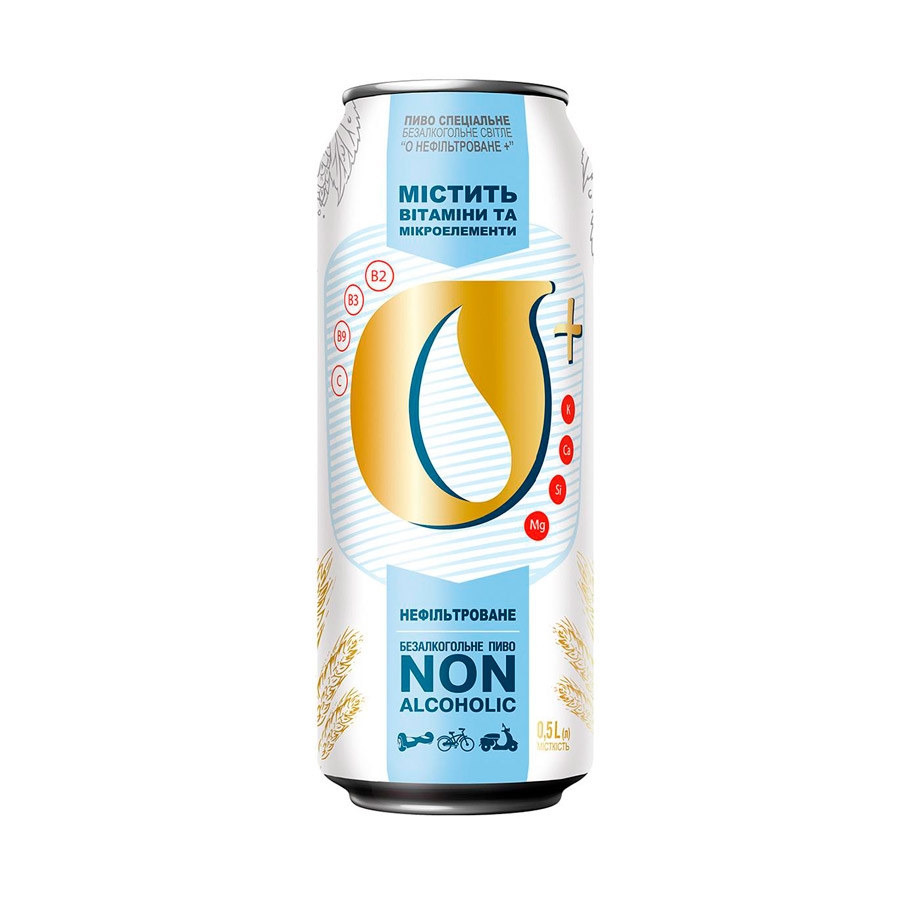 ПИВО СПЕЦІАЛЬНЕ
БЕЗАЛКОГОЛЬНЕ СВІТЛЕ
“О НЕФІЛЬТРОВАНЕ +”
МІСТИТЬ
ВІТАМІНИ ТА
МІКРОЕЛЕМЕНТИ
B2
B3
B9
C
O+
K
Ca
Si
Mg
НЕФІЛЬТРОВАНЕ
БЕЗАЛКОГОЛЬНЕ ПИВО
NON
ALCOHOLIC
0,5L (л)
МІСТКІСТЬ